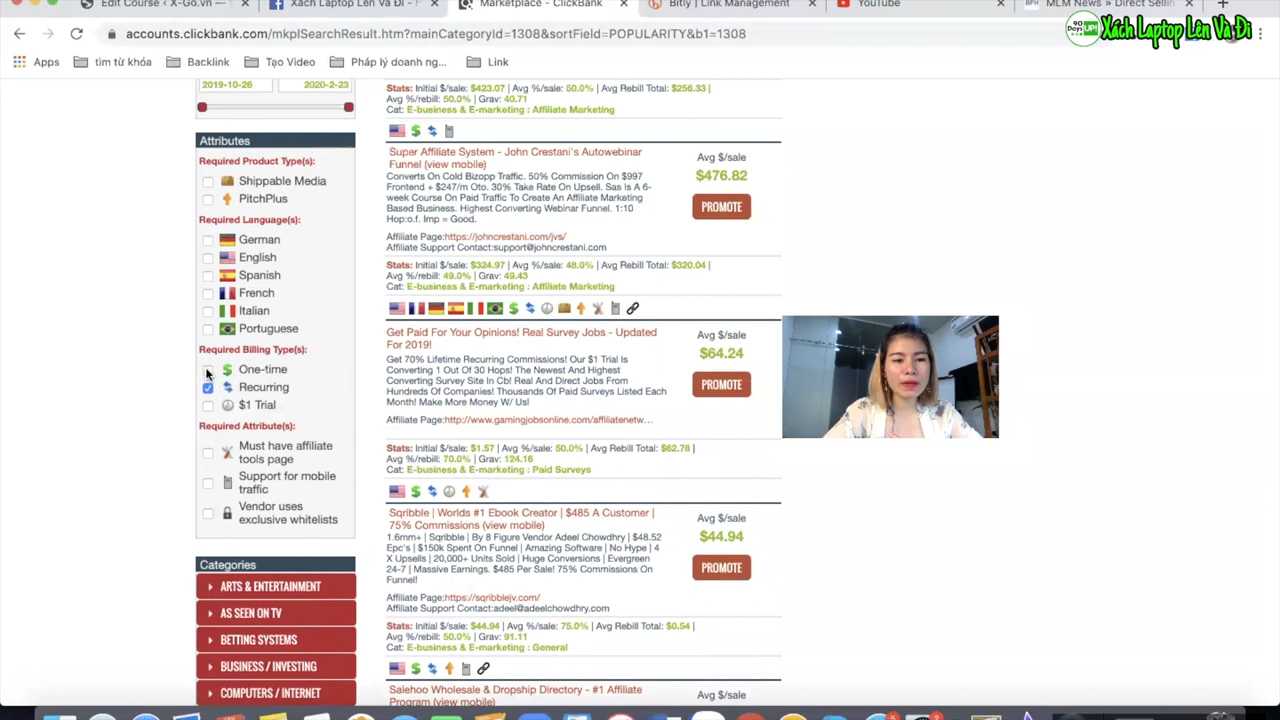 Edit Course ‹ X-Go.vn —
Xách Laptop Lên Và Đi - F
Marketplace - ClickBank
Bitly | Link Management
YouTube
MLM News » Direct Sellin
90 Days UP!
Xách Laptop Lên Và Đi
accounts.clickbank.com/mkplSearchResult.htm?mainCategoryId=1308&sortField=POPULARITY&b1=1308
Apps
tìm từ khóa
Backlink
Tạo Video
Pháp lý doanh ng...
Link
2019-10-26
2020-2-23
Attributes
Required Product Type(s):
Shippable Media
PitchPlus
Required Language(s):
German
English
Spanish
French
Italian
Portuguese
Required Billing Type(s):
One-time
Recurring
$1 Trial
Required Attribute(s):
Must have affiliate
tools page
Support for mobile
traffic
Vendor uses
exclusive whitelists
Categories
ARTS & ENTERTAINMENT
AS SEEN ON TV
BETTING SYSTEMS
BUSINESS / INVESTING
COMPUTERS / INTERNET
Stats: Initial $/sale: $423.07 | Avg %/sale: 50.0% | Avg Rebill Total: $256.33 |
Avg %/rebill: 50.0% | Grav: 40.71
Cat: E-business & E-marketing : Affiliate Marketing
Super Affiliate System - John Crestani's Autowebinar
Funnel (view mobile)
Converts On Cold Bizopp Traffic. 50% Commission On $997
Frontend + $247/m Oto. 30% Take Rate On Upsell. Sas Is A 6-
week Course On Paid Traffic To Create An Affiliate Marketing
Based Business. Highest Converting Webinar Funnel. 1:10
Hop:o.f. Imp = Good.
Avg $/sale
$476.82
PROMOTE
Affiliate Page:https://johncrestani.com/jvs/
Affiliate Support Contact:support@johncrestani.com
Stats: Initial $/sale: $324.97 | Avg %/sale: 48.0% | Avg Rebill Total: $320.04 |
Avg %/rebill: 49.0% | Grav: 49.43
Cat: E-business & E-marketing : Affiliate Marketing
Get Paid For Your Opinions! Real Survey Jobs - Updated
For 2019!
Get 70% Lifetime Recurring Commissions! Our $1 Trial Is
Converting 1 Out Of 30 Hops! The Newest And Highest
Converting Survey Site In Cb! Real And Direct Jobs From
Hundreds Of Companies! Thousands Of Paid Surveys Listed Each
Month! Make More Money W/ Us!
Avg $/sale
$64.24
PROMOTE
Affiliate Page:http://www.gamingjobsonline.com/affiliatenetw...
Stats: Initial $/sale: $1.57 | Avg %/sale: 50.0% | Avg Rebill Total: $62.78 |
Avg %/rebill: 70.0% | Grav: 124.16
Cat: E-business & E-marketing : Paid Surveys
Sqribble | Worlds #1 Ebook Creator | $485 A Customer |
75% Commissions (view mobile)
1.6mm+ | Sqribble | By 8 Figure Vendor Adeel Chowdhry | $48.52
Epc's | $150k Spent On Funnel | Amazing Software | No Hype | 4
X Upsells | 20,000+ Units Sold | Huge Conversions | Evergreen
24-7 | Massive Earnings. $485 Per Sale! 75% Commissions On
Funnel!
Avg $/sale
$44.94
PROMOTE
Affiliate Page:https://sqribblejv.com/
Affiliate Support Contact:adeel@adeelchowdhry.com
Stats: Initial $/sale: $44.94 | Avg %/sale: 75.0% | Avg Rebill Total: $0.54 |
Avg %/rebill: 50.0% | Grav: 91.11
Cat: E-business & E-marketing : General
Salehoo Wholesale & Dropship Directory - #1 Affiliate
Program (view mobile)
Avg $/sale